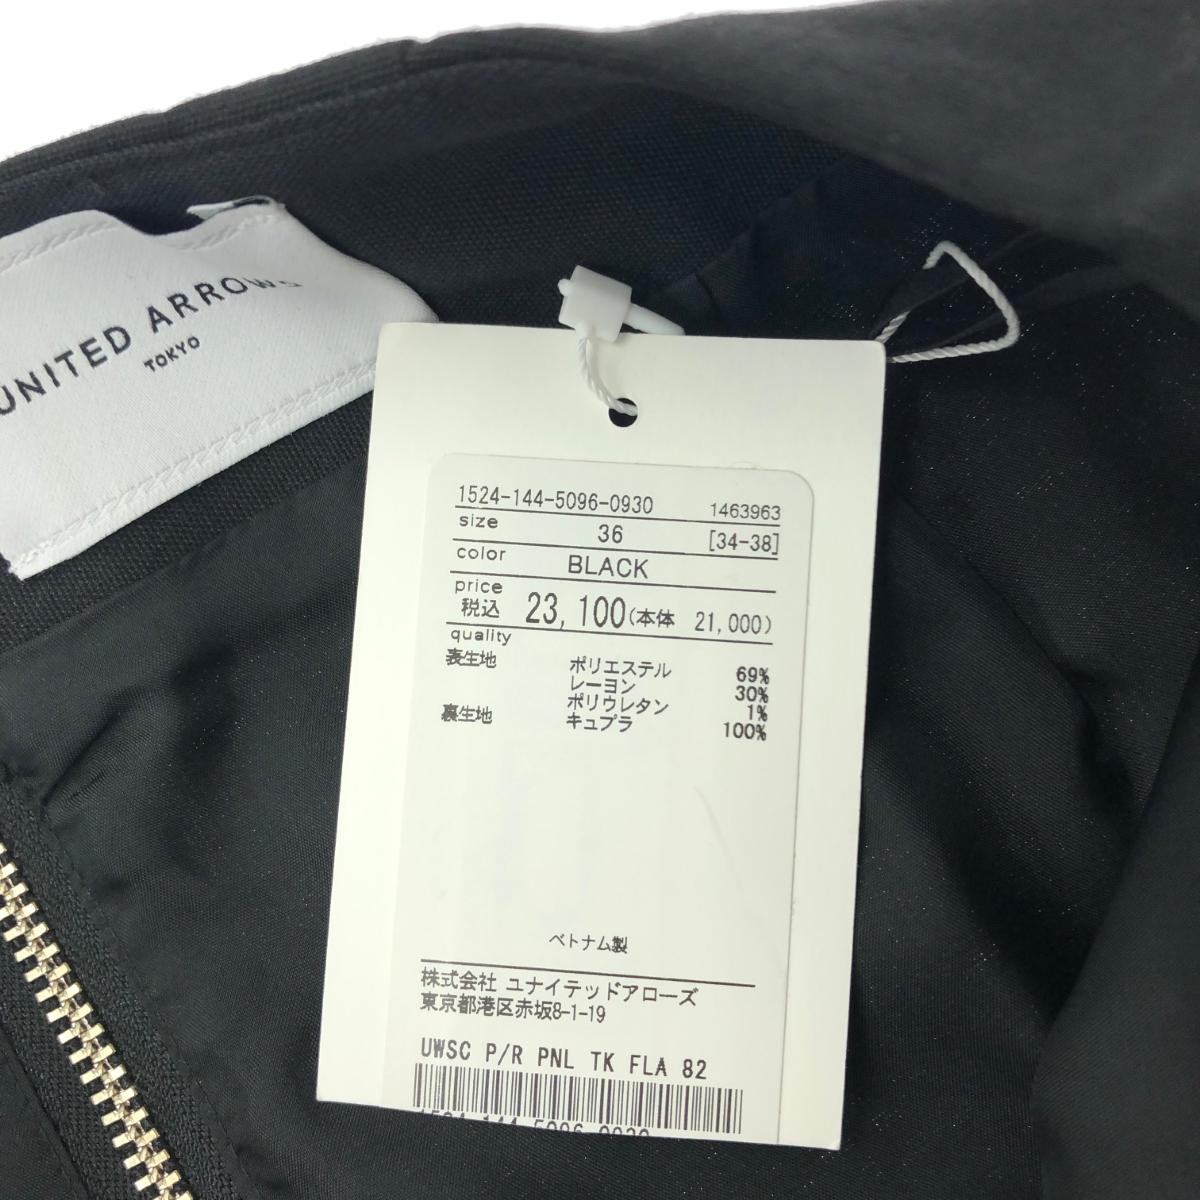 UNITED ARROWS
TOKYO
1524-144-5096-0930 1463963
size 36 [34-38]
color BLACK
price
税込 23,100(本体 21,000)
quality
表生地 ポリエステル 69%
レーヨン 30%
ポリウレタン 1%
裏生地 キュプラ 100%
ベトナム製
株式会社 ユナイテッドアローズ
東京都港区赤坂8-1-19
UWSC P/R PNL TK FLA 82
1524-144-5096-0930